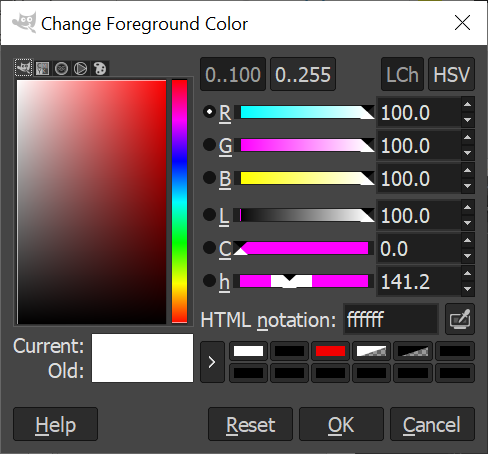 Change Foreground Color
0..100 0..255 LCh HSV
R 100.0
G 100.0
B 100.0
L 100.0
C 0.0
h 141.2
HTML notation: ffffff
Current:
Old:
>
Help Reset OK Cancel